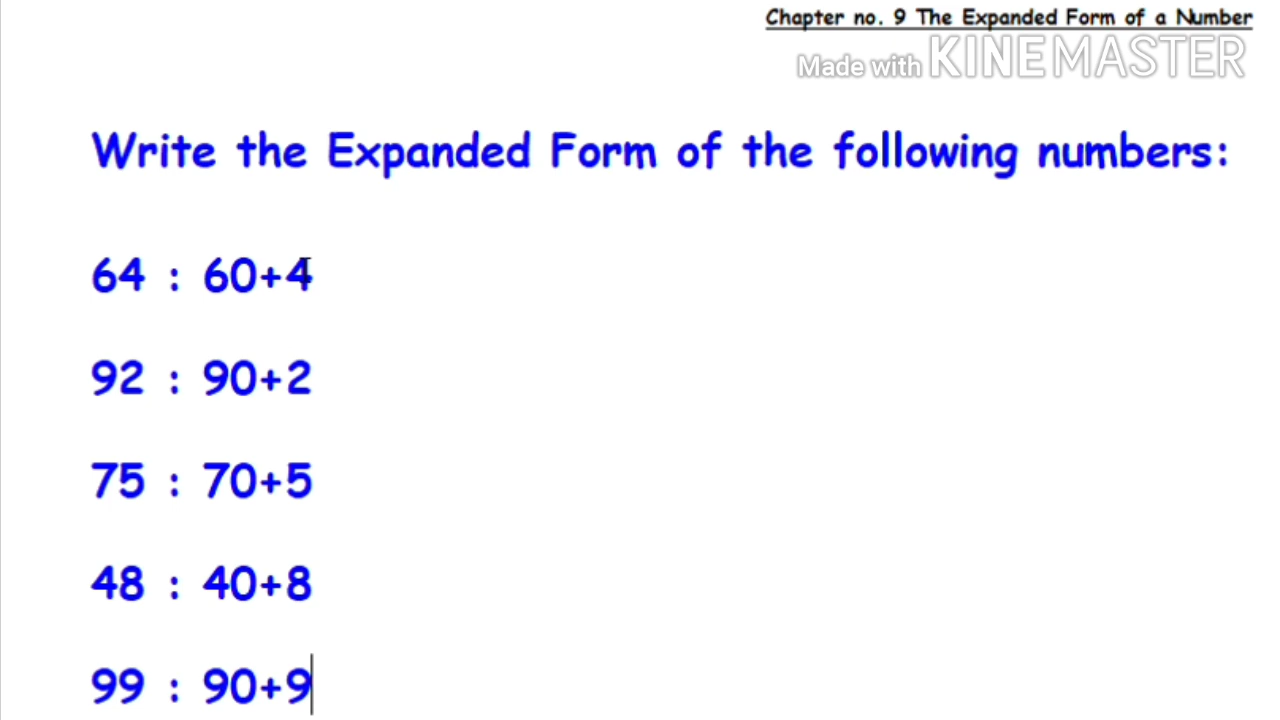 Chapter no. 9 The Expanded Form of a Number
Made with KINEMASTER
Write the Expanded Form of the following numbers:
64 : 60+4
92 : 90+2
75 : 70+5
48 : 40+8
99 : 90+9